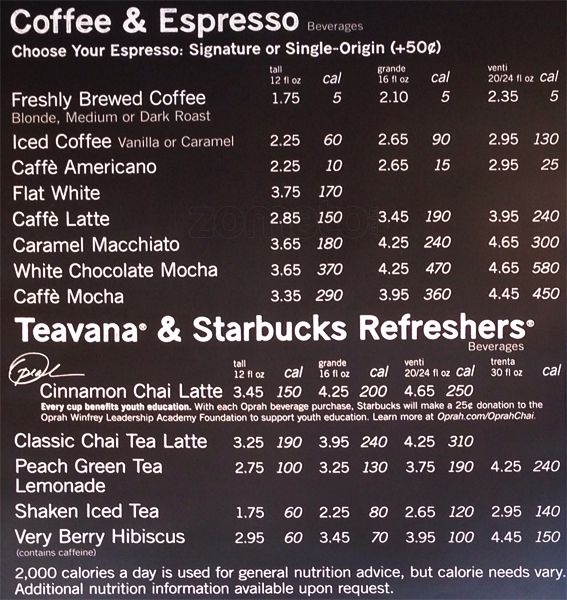 Coffee & Espresso Beverages
Choose Your Espresso: Signature or Single-Origin (+50¢)
tall grande venti
12 fl oz cal 16 fl oz cal 20/24 fl oz cal
Freshly Brewed Coffee 1.75 5 2.10 5 2.35 5
Blonde, Medium or Dark Roast
Iced Coffee Vanilla or Caramel 2.25 60 2.65 90 2.95 130
Caffè Americano 2.25 10 2.65 15 2.95 25
Flat White 3.75 170
zomato
Caffè Latte 2.85 150 3.45 190 3.95 240
Caramel Macchiato 3.65 180 4.25 240 4.65 300
White Chocolate Mocha 3.65 370 4.25 470 4.65 580
Caffè Mocha 3.35 290 3.95 360 4.45 450
Teavana® & Starbucks Refreshers®
Beverages
tall grande venti trenta
12 fl oz cal 16 fl oz cal 20/24 fl oz cal 30 fl oz cal
Oprah
Cinnamon Chai Latte 3.45 150 4.25 200 4.65 250
Every cup benefits youth education. With each Oprah beverage purchase, Starbucks will make a 25¢ donation to the
Oprah Winfrey Leadership Academy Foundation to support youth education. Learn more at Oprah.com/OprahChai.
Classic Chai Tea Latte 3.25 190 3.95 240 4.25 310
Peach Green Tea 2.75 100 3.25 130 3.75 190 4.25 240
Lemonade
Shaken Iced Tea 1.75 60 2.25 80 2.65 120 2.95 140
Very Berry Hibiscus 2.95 60 3.45 70 3.95 100 4.45 150
(contains caffeine)
2,000 calories a day is used for general nutrition advice, but calorie needs vary.
Additional nutrition information available upon request.